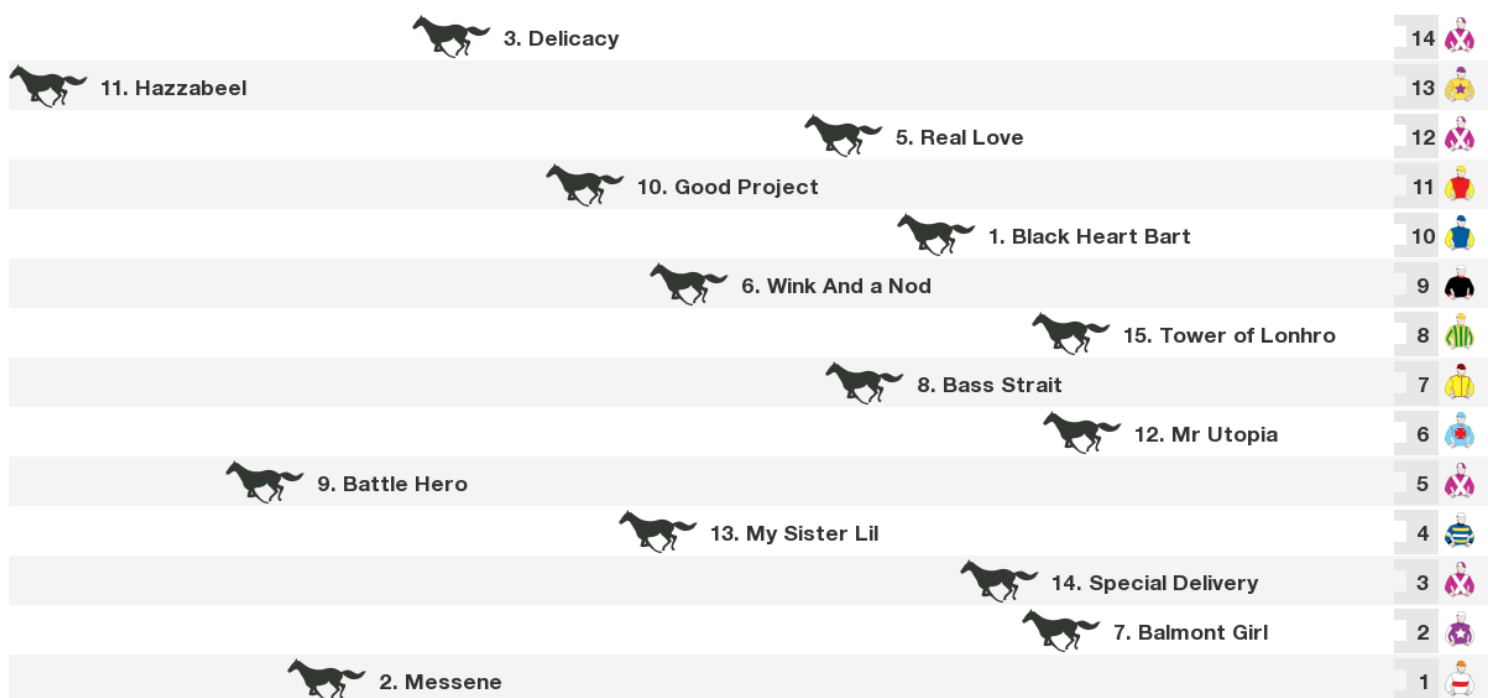 3. Delicacy 14
11. Hazzabeel 13
5. Real Love 12
10. Good Project 11
1. Black Heart Bart 10
6. Wink And a Nod 9
15. Tower of Lonhro 8
8. Bass Strait 7
12. Mr Utopia 6
9. Battle Hero 5
13. My Sister Lil 4
14. Special Delivery 3
7. Balmont Girl 2
2. Messene 1